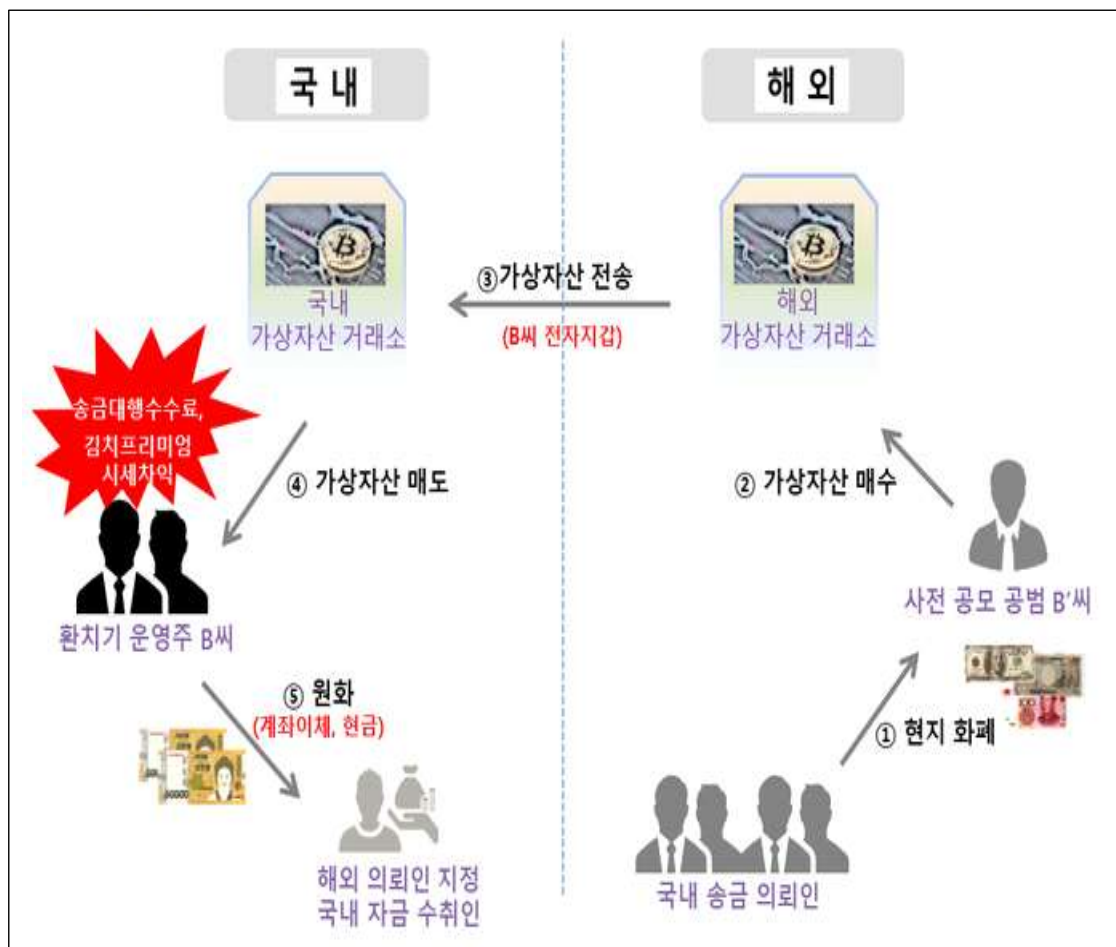 국 내
해 외
국내
가상자산 거래소
③가상자산 전송
(B씨 전자지갑)
해외
가상자산 거래소
송금대행수수료,
김치프리미엄
시세차익
④ 가상자산 매도
② 가상자산 매수
환치기 운영주 B씨
사전 공모 공범 B'씨
⑤ 원화
(계좌이체, 현금)
① 현지 화폐
해외 의뢰인 지정
국내 자금 수취인
국내 송금 의뢰인